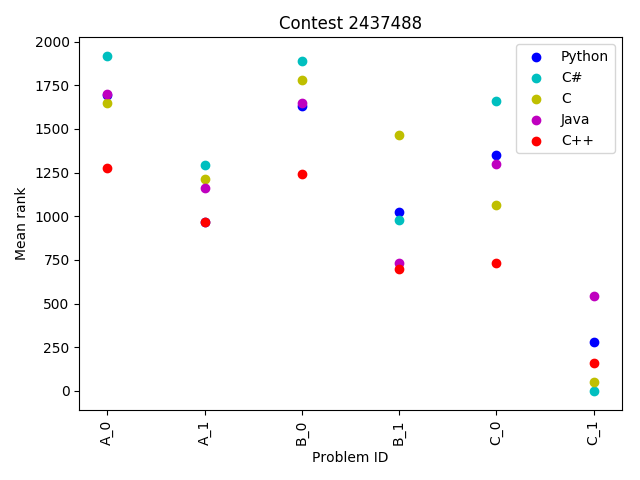 Contest 2437488
Mean rank
2000
1750
1500
1250
1000
750
500
250
0
Python
C#
C
Java
C++
A_0
A_1
B_0
B_1
C_0
C_1
Problem ID